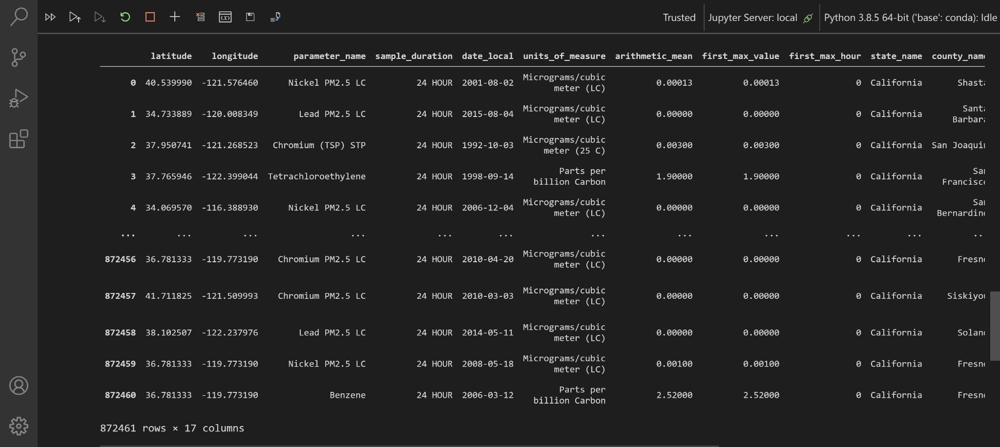 Trusted Jupyter Server: local Python 3.8.5 64-bit ('base': conda): Idle
latitude longitude parameter_name sample_duration date_local units_of_measure arithmetic_mean first_max_value first_max_hour state_name county_name
0 40.539990 -121.576460 Nickel PM2.5 LC 24 HOUR 2001-08-02 Micrograms/cubic meter (LC) 0.00013 0.00013 0 California Shasta
1 34.733889 -120.008349 Lead PM2.5 LC 24 HOUR 2015-08-04 Micrograms/cubic meter (LC) 0.00000 0.00000 0 California Santa Barbara
2 37.950741 -121.268523 Chromium (TSP) STP 24 HOUR 1992-10-03 Micrograms/cubic meter (25 C) 0.00300 0.00300 0 California San Joaquin
3 37.765946 -122.399044 Tetrachloroethylene 24 HOUR 1998-09-14 Parts per billion Carbon 1.90000 1.90000 0 California San Francisco
4 34.069570 -116.388930 Nickel PM2.5 LC 24 HOUR 2006-12-04 Micrograms/cubic meter (LC) 0.00000 0.00000 0 California San Bernardino
... ... ... ... ... ... ... ... ... ... ... ..
872456 36.781333 -119.773190 Chromium PM2.5 LC 24 HOUR 2010-04-20 Micrograms/cubic meter (LC) 0.00000 0.00000 0 California Fresno
872457 41.711825 -121.509993 Chromium PM2.5 LC 24 HOUR 2010-03-03 Micrograms/cubic meter (LC) 0.00000 0.00000 0 California Siskiyou
872458 38.102507 -122.237976 Lead PM2.5 LC 24 HOUR 2014-05-11 Micrograms/cubic meter (LC) 0.00000 0.00000 0 California Solano
872459 36.781333 -119.773190 Nickel PM2.5 LC 24 HOUR 2008-05-18 Micrograms/cubic meter (LC) 0.00100 0.00100 0 California Fresno
872460 36.781333 -119.773190 Benzene 24 HOUR 2006-03-12 Parts per billion Carbon 2.52000 2.52000 0 California Fresno
872461 rows × 17 columns